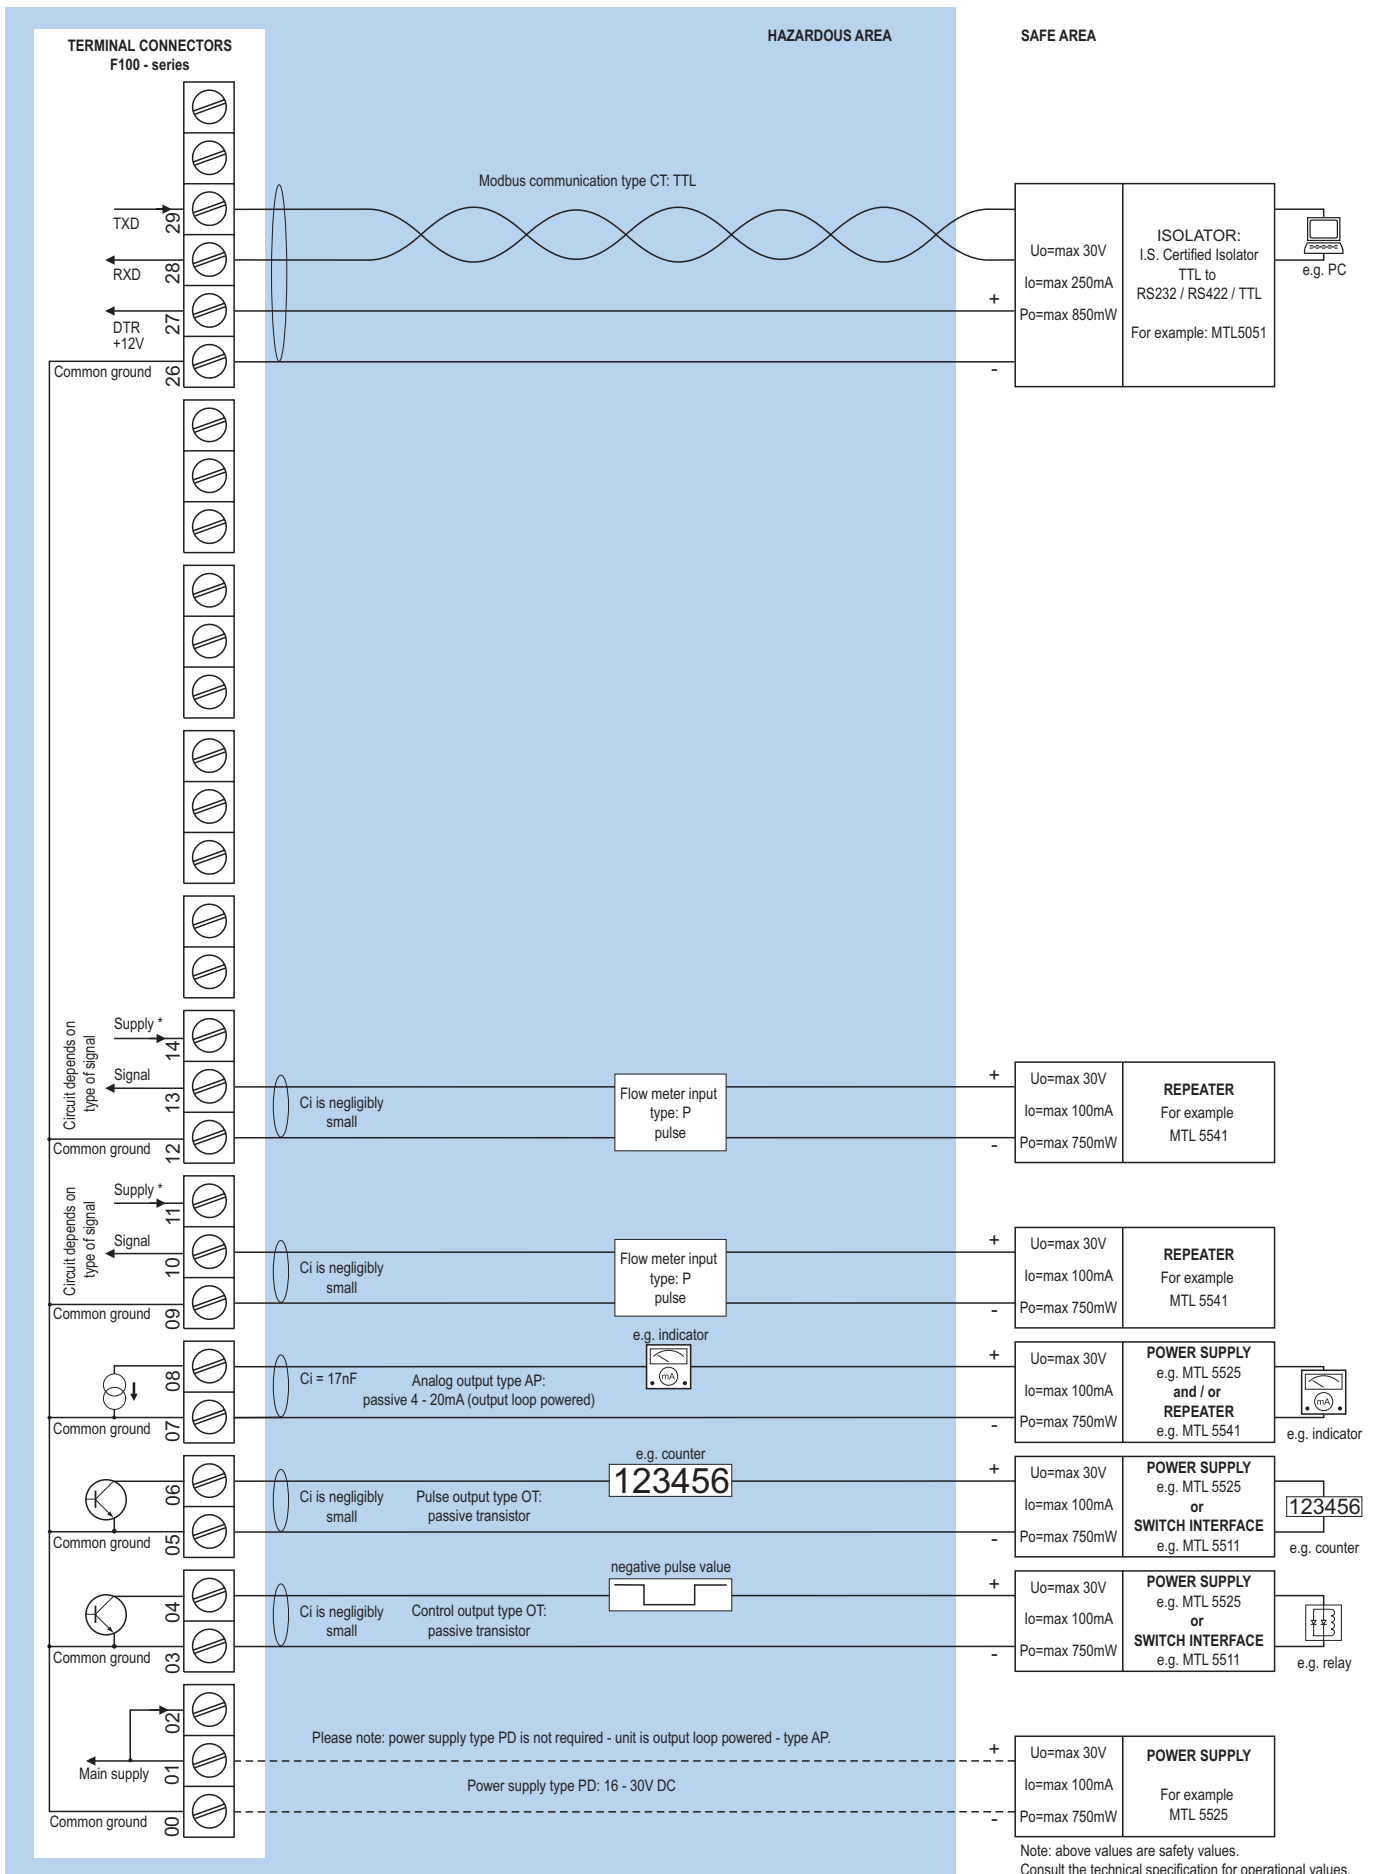 HAZARDOUS AREA
SAFE AREA
TERMINAL CONNECTORS
F100 - series
Modbus communication type CT: TTL
TXD
29
RXD
28
DTR
+12V
27
Common ground
26
+
-
Uo=max 30V
Io=max 250mA
Po=max 850mW
ISOLATOR:
I.S. Certified Isolator
TTL to
RS232 / RS422 / TTL
For example: MTL5051
e.g. PC
Circuit depends on
type of signal
Supply *
14
Signal
13
Common ground
12
Ci is negligibly
small
Flow meter input
type: P
pulse
+
-
Uo=max 30V
Io=max 100mA
Po=max 750mW
REPEATER
For example
MTL 5541
Circuit depends on
type of signal
Supply *
11
Signal
10
Common ground
09
Ci is negligibly
small
Flow meter input
type: P
pulse
+
-
Uo=max 30V
Io=max 100mA
Po=max 750mW
REPEATER
For example
MTL 5541
08
Common ground
07
Ci = 17nF
Analog output type AP:
passive 4 - 20mA (output loop powered)
e.g. indicator
mA
+
-
Uo=max 30V
Io=max 100mA
Po=max 750mW
POWER SUPPLY
e.g. MTL 5525
and / or
REPEATER
e.g. MTL 5541
mA
e.g. indicator
06
Common ground
05
Ci is negligibly
small
Pulse output type OT:
passive transistor
e.g. counter
123456
+
-
Uo=max 30V
Io=max 100mA
Po=max 750mW
POWER SUPPLY
e.g. MTL 5525
or
SWITCH INTERFACE
e.g. MTL 5511
123456
e.g. counter
04
Common ground
03
Ci is negligibly
small
Control output type OT:
passive transistor
negative pulse value
+
-
Uo=max 30V
Io=max 100mA
Po=max 750mW
POWER SUPPLY
e.g. MTL 5525
or
SWITCH INTERFACE
e.g. MTL 5511
e.g. relay
02
Main supply
01
Common ground
00
Please note: power supply type PD is not required - unit is output loop powered - type AP.
Power supply type PD: 16 - 30V DC
+
-
Uo=max 30V
Io=max 100mA
Po=max 750mW
POWER SUPPLY
For example
MTL 5525
Note: above values are safety values.
Consult the technical specification for operational values.